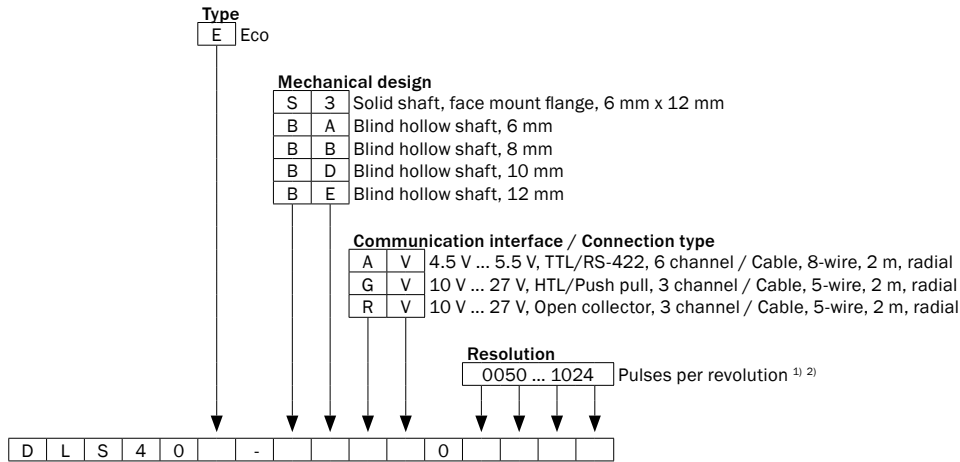 Type
E Eco
Mechanical design
S 3 Solid shaft, face mount flange, 6 mm x 12 mm
B A Blind hollow shaft, 6 mm
B B Blind hollow shaft, 8 mm
B D Blind hollow shaft, 10 mm
B E Blind hollow shaft, 12 mm
Communication interface / Connection type
A V 4.5 V ... 5.5 V, TTL/RS-422, 6 channel / Cable, 8-wire, 2 m, radial
G V 10 V ... 27 V, HTL/Push pull, 3 channel / Cable, 5-wire, 2 m, radial
R V 10 V ... 27 V, Open collector, 3 channel / Cable, 5-wire, 2 m, radial
Resolution
0050 ... 1024 Pulses per revolution 1) 2)
D L S 4 0 - 0